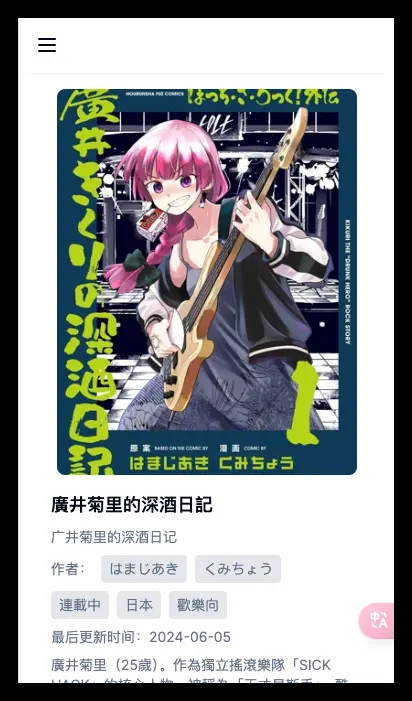 HOUBUNSHA FUZ COMICS
ぼっち・ざ・ろっく!外伝
廣井きくりの深酒日記
KIKURI THE "DRUNK HERO" ROCK STORY
1
原案 BASED ON THE COMIC BY
はまじあき
漫画 COMIC BY
くみちょう
廣井菊里的深酒日記
广井菊里的深酒日记
作者: はまじあき くみちょう
連載中 日本 歡樂向
最后更新时间: 2024-06-05
廣井菊里（25歲）。作為獨立搖滾樂隊「SICK